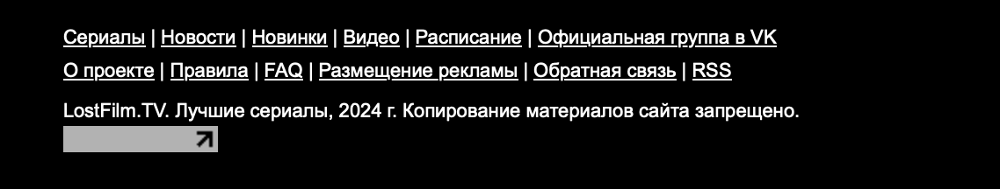 Сериалы | Новости | Новинки | Видео | Расписание | Официальная группа в VK
О проекте | Правила | FAQ | Размещение рекламы | Обратная связь | RSS
LostFilm.TV. Лучшие сериалы, 2024 г. Копирование материалов сайта запрещено.